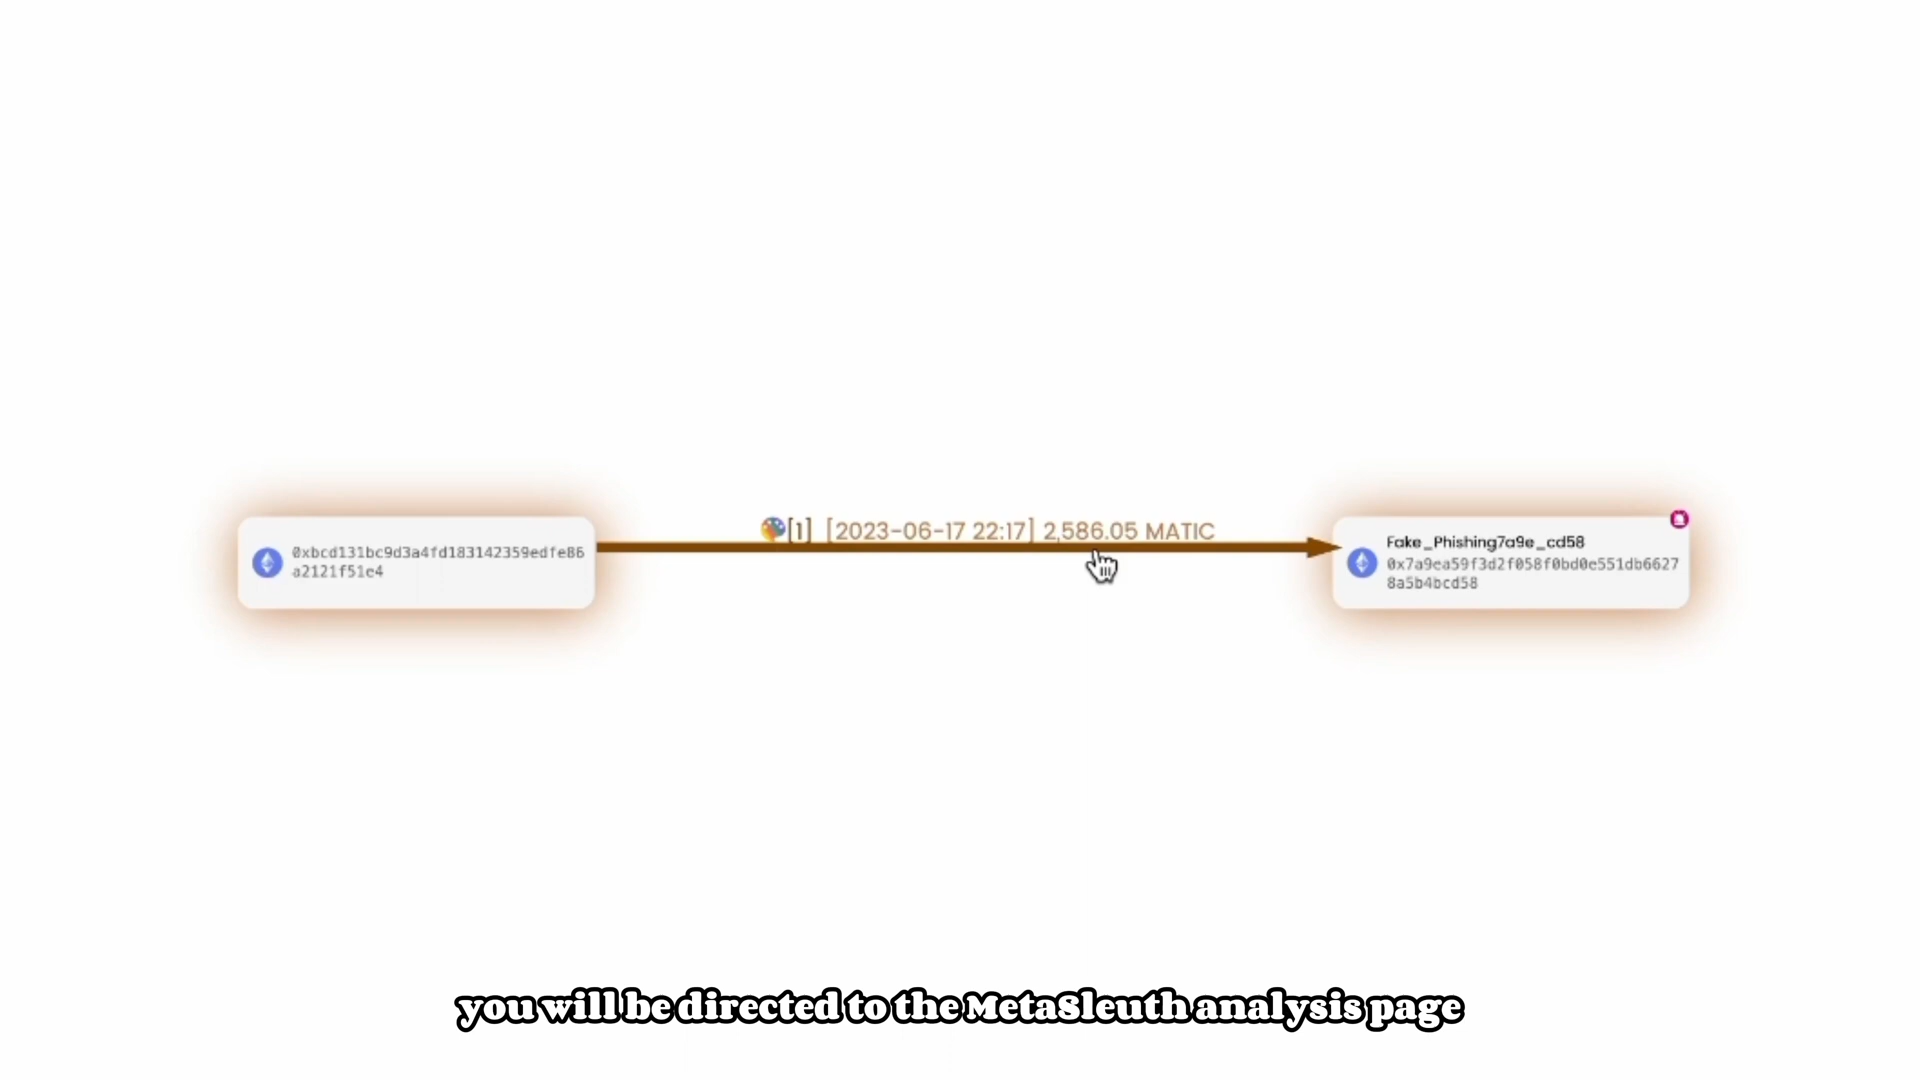 [1] [2023-06-17 22:17] 2,586.05 MATIC
0xbcd131bc9d3a4fd183142359edfe86
a2121f51e4
Fake_Phishing7a9e_cd58
0x7a9ea59f3d2f058f0bd0e551db6627
8a5b4bcd58
you will be directed to the MetaSleuth analysis page